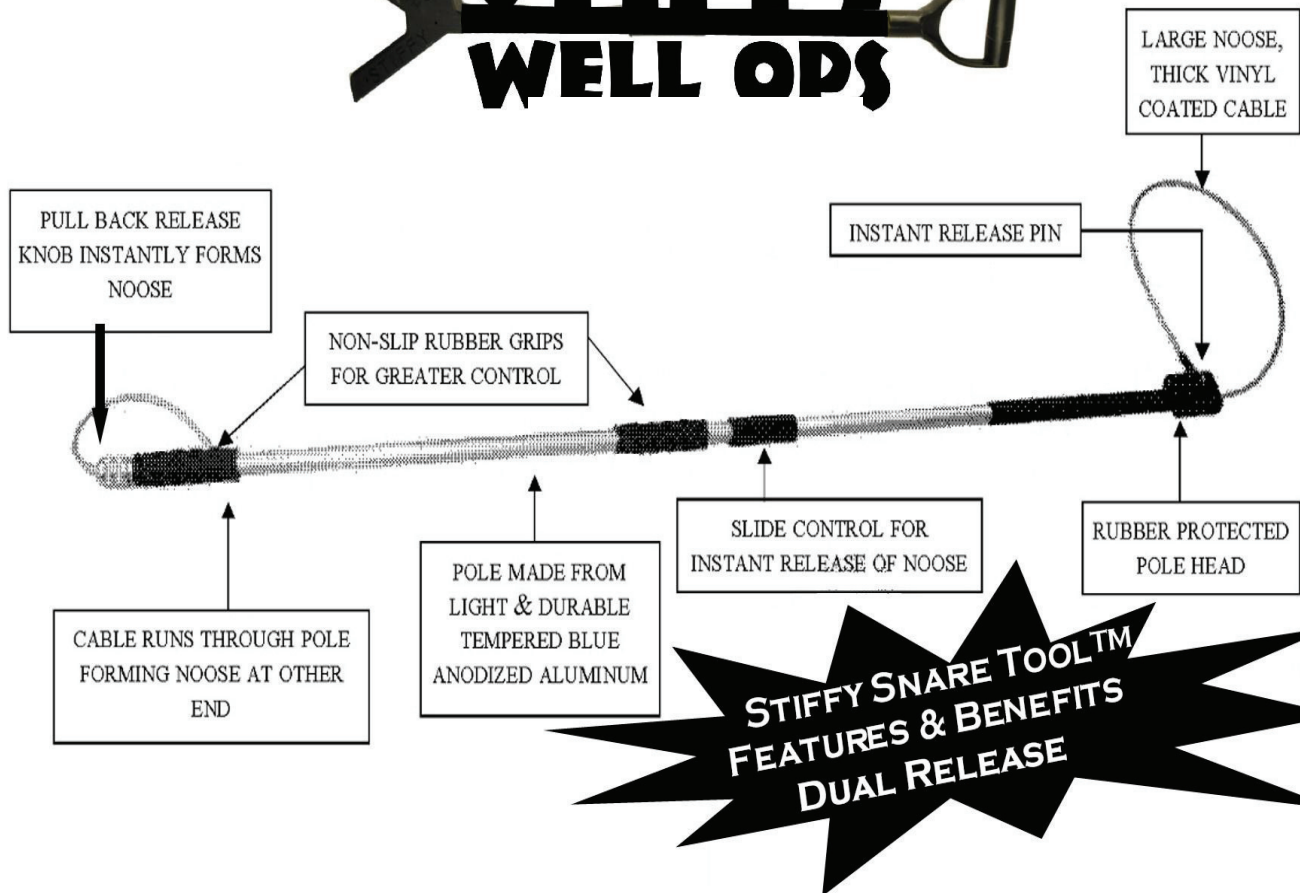 WELL OPS
LARGE NOOSE,
THICK VINYL
COATED CABLE
PULL BACK RELEASE
KNOB INSTANTLY FORMS
NOOSE
INSTANT RELEASE PIN
NON-SLIP RUBBER GRIPS
FOR GREATER CONTROL
SLIDE CONTROL FOR
INSTANT RELEASE OF NOOSE
RUBBER PROTECTED
POLE HEAD
POLE MADE FROM
LIGHT & DURABLE
TEMPERED BLUE
ANODIZED ALUMINUM
CABLE RUNS THROUGH POLE
FORMING NOOSE AT OTHER
END
STIFFY SNARE TOOL™
FEATURES & BENEFITS
DUAL RELEASE